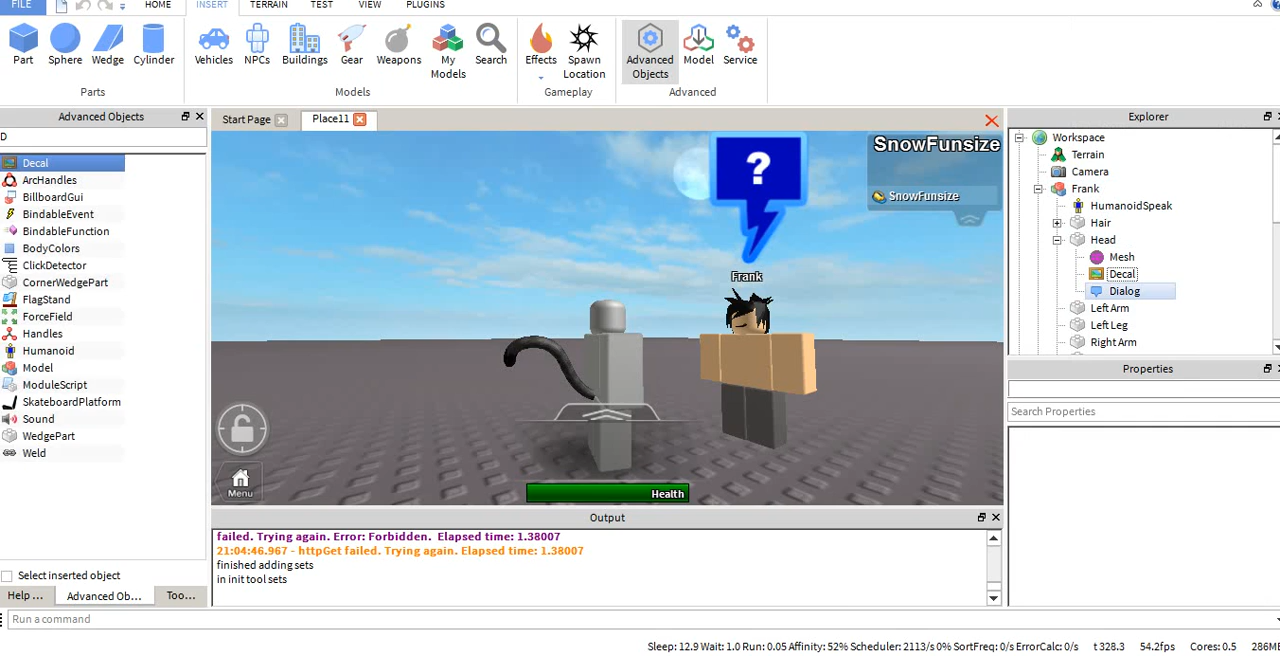 FILE HOME INSERT TERRAIN TEST VIEW PLUGINS
Part Sphere Wedge Cylinder Vehicles NPCs Buildings Gear Weapons My Models Search Effects Spawn Location Advanced Objects Model Service
Parts Models Gameplay Advanced
Advanced Objects
D
Decal
ArcHandles
BillboardGui
BindableEvent
BindableFunction
BodyColors
ClickDetector
CornerWedgePart
FlagStand
ForceField
Handles
Humanoid
Model
ModuleScript
SkateboardPlatform
Sound
WedgePart
Weld
Select inserted object
Help ... Advanced Ob... Too...
Start Page Place11
SnowFunsize
SnowFunsize
?
Frank
Menu
Health
Output
failed. Trying again. Error: Forbidden. Elapsed time: 1.38007
21:04:46.967 - httpGet failed. Trying again. Elapsed time: 1.38007
finished adding sets
in init tool sets
Explorer
Workspace
Terrain
Camera
Frank
HumanoidSpeak
Hair
Head
Mesh
Decal
Dialog
Left Arm
Left Leg
Right Arm
Properties
Search Properties
Run a command
Sleep: 12.9 Wait: 1.0 Run: 0.05 Affinity: 52% Scheduler: 2113/s 0% SortFreq: 0/s ErrorCalc: 0/s t 328.3 54.2fps Cores: 0.5 286MB